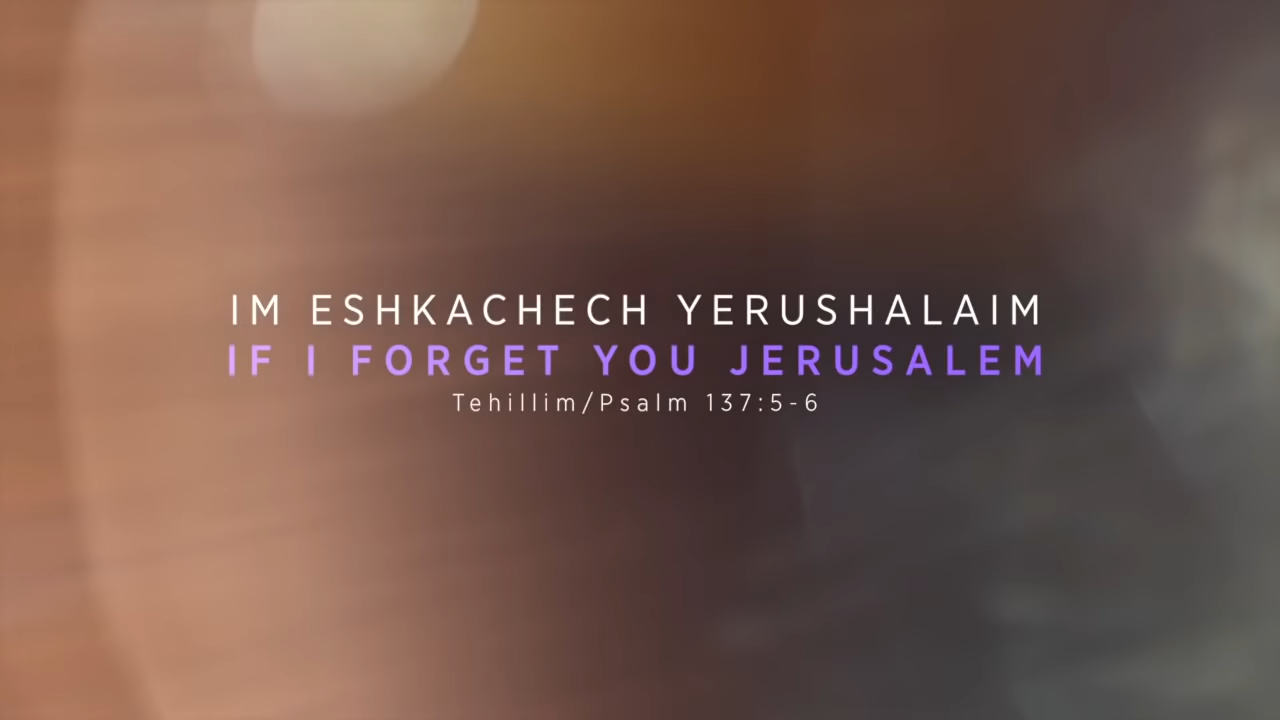 IM ESHKACHECH YERUSHALAIM
IF I FORGET YOU JERUSALEM
Tehillim/Psalm 137:5-6